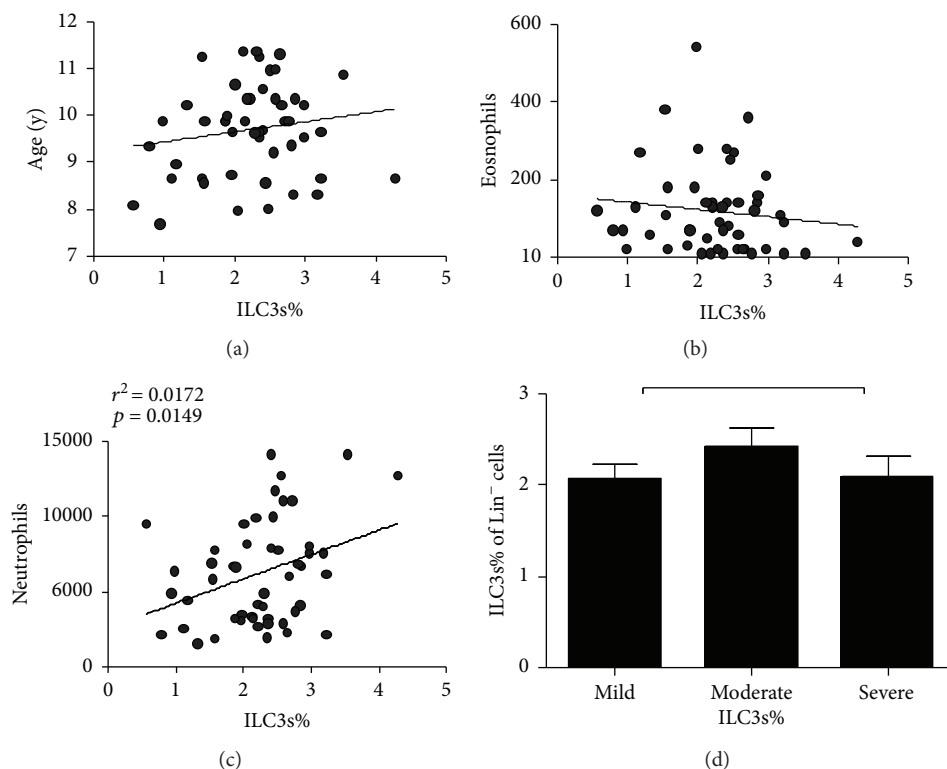 12
11
10
9
8
7
Age (y)
0 1 2 3 4 5
ILC3s%
(a)
600
400
200
10
Eosnophils
0 1 2 3 4 5
ILC3s%
(b)
r² = 0.0172
p = 0.0149
15000
10000
6000
0
Neutrophils
0 1 2 3 4 5
ILC3s%
(c)
3
2
1
0
ILC3s% of Lin⁻ cells
Mild Moderate Severe
ILC3s%
(d)